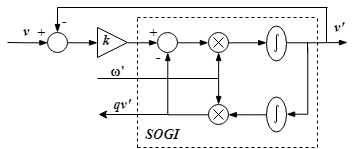 -
v + k + v'
-
ω'
qv'
SOGI
∫
∫